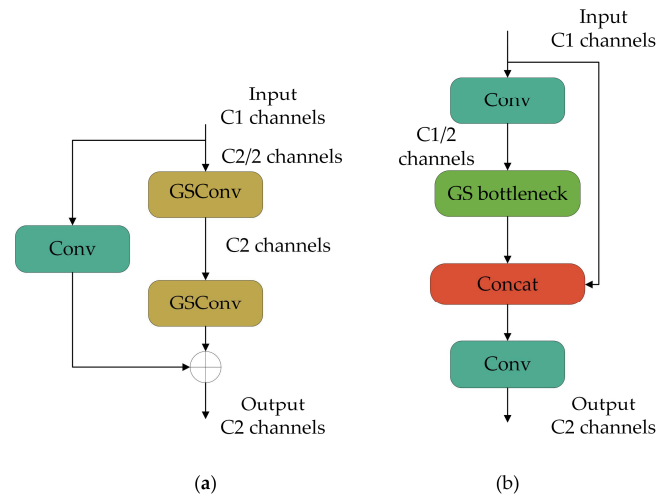 Input
C1 channels
C2/2 channels
GSConv
Conv
C2 channels
GSConv
Output
C2 channels
(a)
Input
C1 channels
Conv
C1/2
channels
GS bottleneck
Concat
Conv
Output
C2 channels
(b)